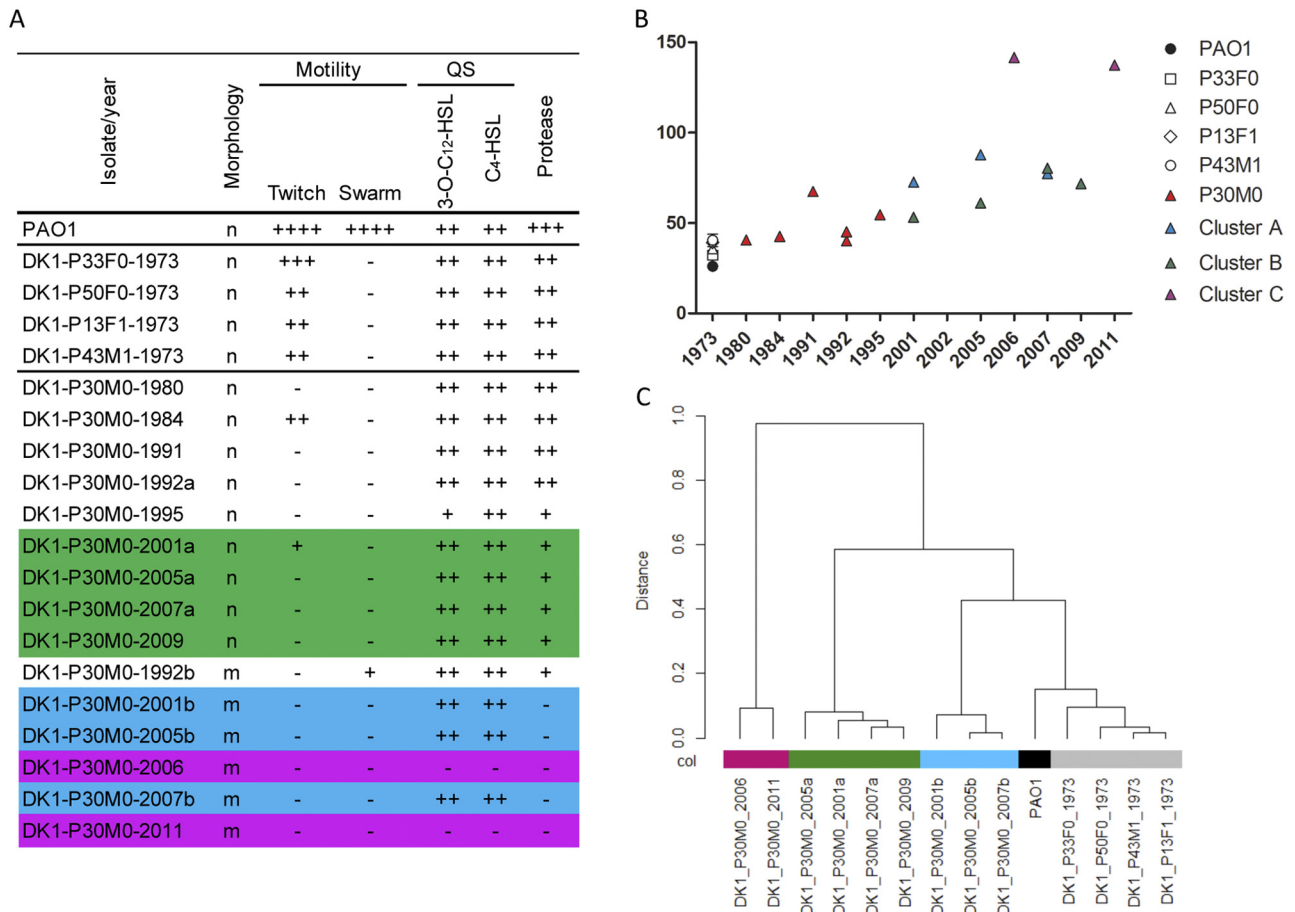 A
Isolate/year
Morphology
Motility
QS
Twitch Swarm
3-O-C12-HSL
C4-HSL
Protease
PAO1 n ++++ ++++ ++ ++ +++
DK1-P33F0-1973 n +++ - ++ ++ ++
DK1-P50F0-1973 n ++ - ++ ++ ++
DK1-P13F1-1973 n ++ - ++ ++ ++
DK1-P43M1-1973 n ++ - ++ ++ ++
DK1-P30M0-1980 n - - ++ ++ ++
DK1-P30M0-1984 n ++ - ++ ++ ++
DK1-P30M0-1991 n - - ++ ++ ++
DK1-P30M0-1992a n - - ++ ++ ++
DK1-P30M0-1995 n - - + ++ +
DK1-P30M0-2001a n + - ++ ++ +
DK1-P30M0-2005a n - - ++ ++ +
DK1-P30M0-2007a n - - ++ ++ +
DK1-P30M0-2009 n - - ++ ++ +
DK1-P30M0-1992b m - + ++ ++ +
DK1-P30M0-2001b m - - ++ ++ -
DK1-P30M0-2005b m - - ++ ++ -
DK1-P30M0-2006 m - - - - -
DK1-P30M0-2007b m - - ++ ++ -
DK1-P30M0-2011 m - - - - -
B
150
100
50
0
1973 1980 1984 1991 1992 1995 2001 2002 2005 2006 2007 2009 2011
PAO1
P33F0
P50F0
P13F1
P43M1
P30M0
Cluster A
Cluster B
Cluster C
C
Distance
1.0
0.8
0.6
0.4
0.2
0.0
col
DK1_P30M0_2006
DK1_P30M0_2011
DK1_P30M0_2005a
DK1_P30M0_2001a
DK1_P30M0_2007a
DK1_P30M0_2009
DK1_P30M0_2001b
DK1_P30M0_2005b
DK1_P30M0_2007b
PAO1
DK1_P33F0_1973
DK1_P50F0_1973
DK1_P43M1_1973
DK1_P13F1_1973